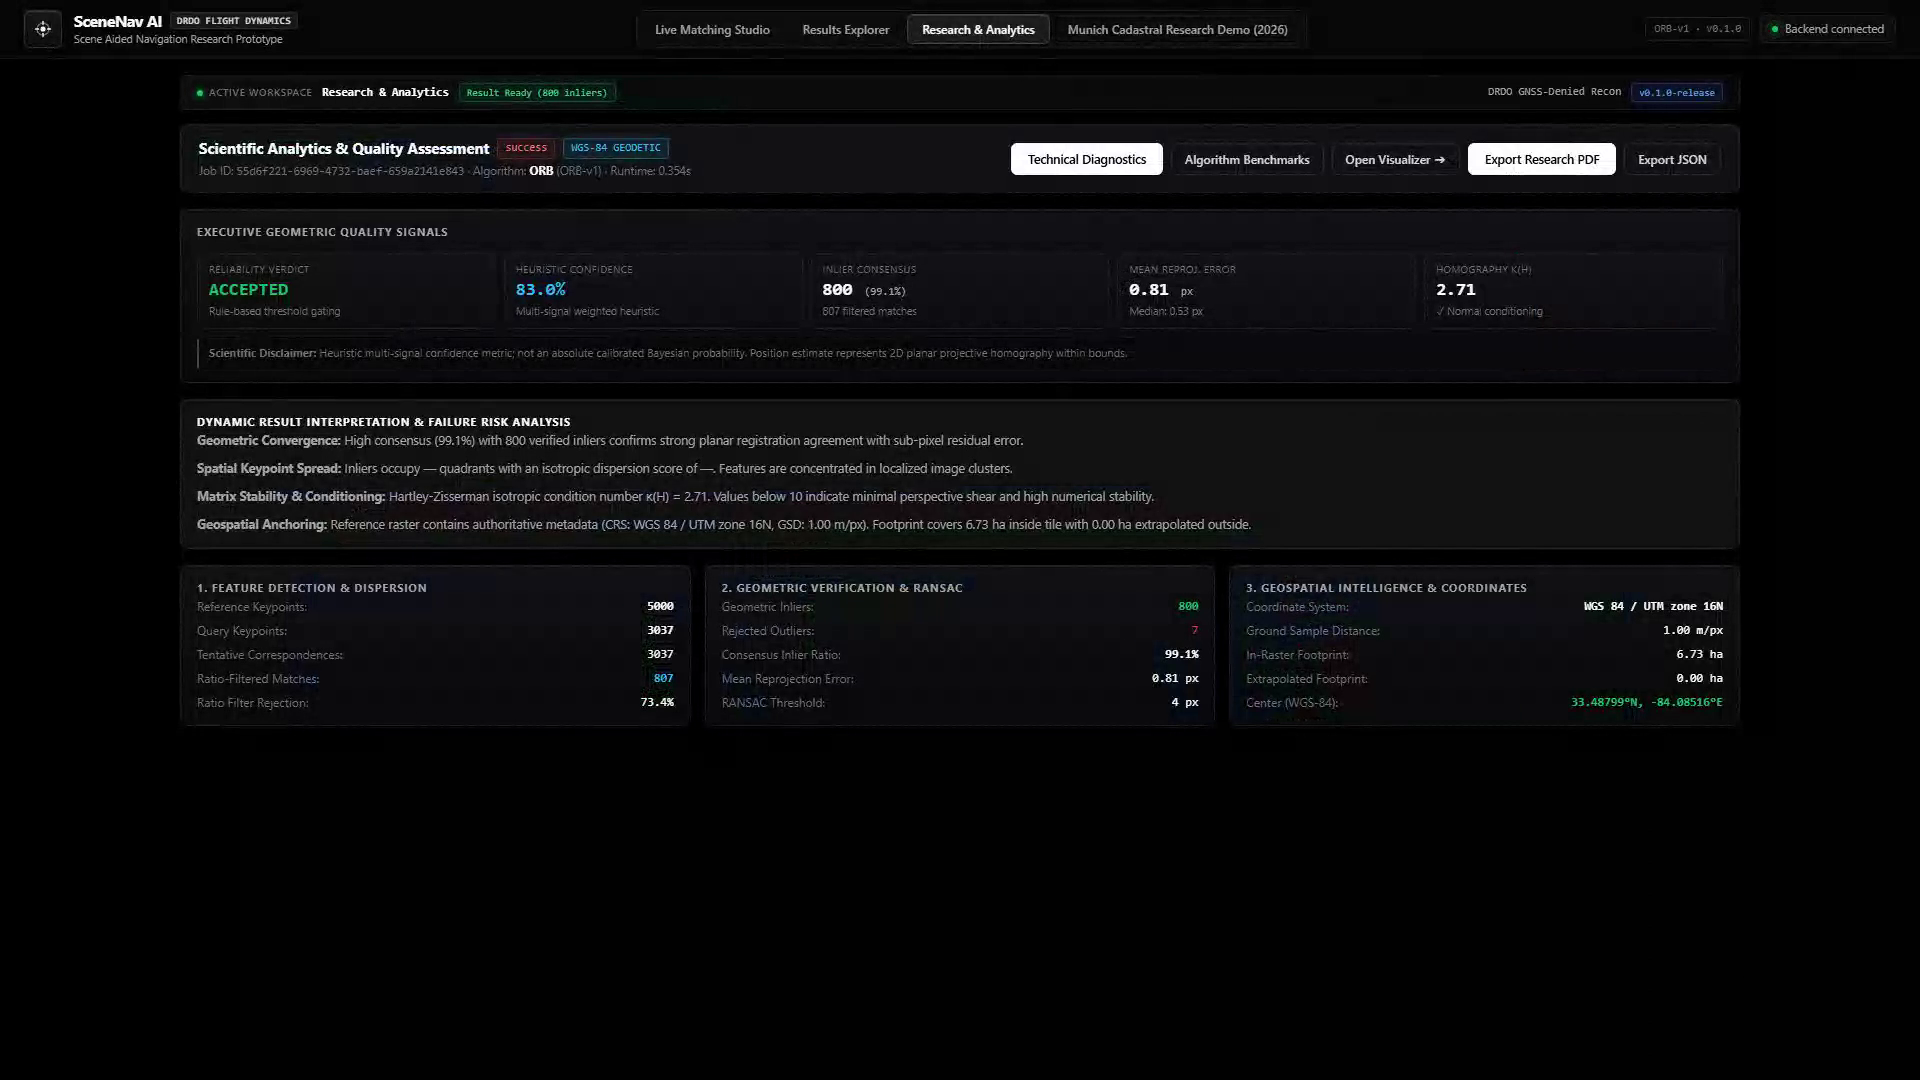 SceneNav AI DRDO FLIGHT DYNAMICS
Scene Aided Navigation Research Prototype
Live Matching Studio Results Explorer Research & Analytics Munich Cadastral Research Demo (2026)
ORB-v1 · v0.1.0 Backend connected
ACTIVE WORKSPACE Research & Analytics Result Ready (800 inliers)
DRDO GNSS-Denied Recon v0.1.0-release
Scientific Analytics & Quality Assessment success WGS-84 GEODETIC
Job ID: 55d6f221-6969-4732-baef-659a2141e843 · Algorithm: ORB (ORB-v1) · Runtime: 0.354s
Technical Diagnostics Algorithm Benchmarks Open Visualizer → Export Research PDF Export JSON
EXECUTIVE GEOMETRIC QUALITY SIGNALS
RELIABILITY VERDICT
ACCEPTED
Rule-based threshold gating
HEURISTIC CONFIDENCE
83.0%
Multi-signal weighted heuristic
INLIER CONSENSUS
800 (99.1%)
807 filtered matches
MEAN REPROJ. ERROR
0.81 px
Median: 0.53 px
HOMOGRAPHY K(H)
2.71
✓ Normal conditioning
Scientific Disclaimer: Heuristic multi-signal confidence metric; not an absolute calibrated Bayesian probability. Position estimate represents 2D planar projective homography within bounds.
DYNAMIC RESULT INTERPRETATION & FAILURE RISK ANALYSIS
Geometric Convergence: High consensus (99.1%) with 800 verified inliers confirms strong planar registration agreement with sub-pixel residual error.
Spatial Keypoint Spread: Inliers occupy — quadrants with an isotropic dispersion score of —. Features are concentrated in localized image clusters.
Matrix Stability & Conditioning: Hartley-Zisserman isotropic condition number κ(H) = 2.71. Values below 10 indicate minimal perspective shear and high numerical stability.
Geospatial Anchoring: Reference raster contains authoritative metadata (CRS: WGS 84 / UTM zone 16N, GSD: 1.00 m/px). Footprint covers 6.73 ha inside tile with 0.00 ha extrapolated outside.
1. FEATURE DETECTION & DISPERSION
Reference Keypoints: 5000
Query Keypoints: 3037
Tentative Correspondences: 3037
Ratio-Filtered Matches: 807
Ratio Filter Rejection: 73.4%
2. GEOMETRIC VERIFICATION & RANSAC
Geometric Inliers: 800
Rejected Outliers: 7
Consensus Inlier Ratio: 99.1%
Mean Reprojection Error: 0.81 px
RANSAC Threshold: 4 px
3. GEOSPATIAL INTELLIGENCE & COORDINATES
Coordinate System: WGS 84 / UTM zone 16N
Ground Sample Distance: 1.00 m/px
In-Raster Footprint: 6.73 ha
Extrapolated Footprint: 0.00 ha
Center (WGS-84): 33.48799°N, -84.08516°E